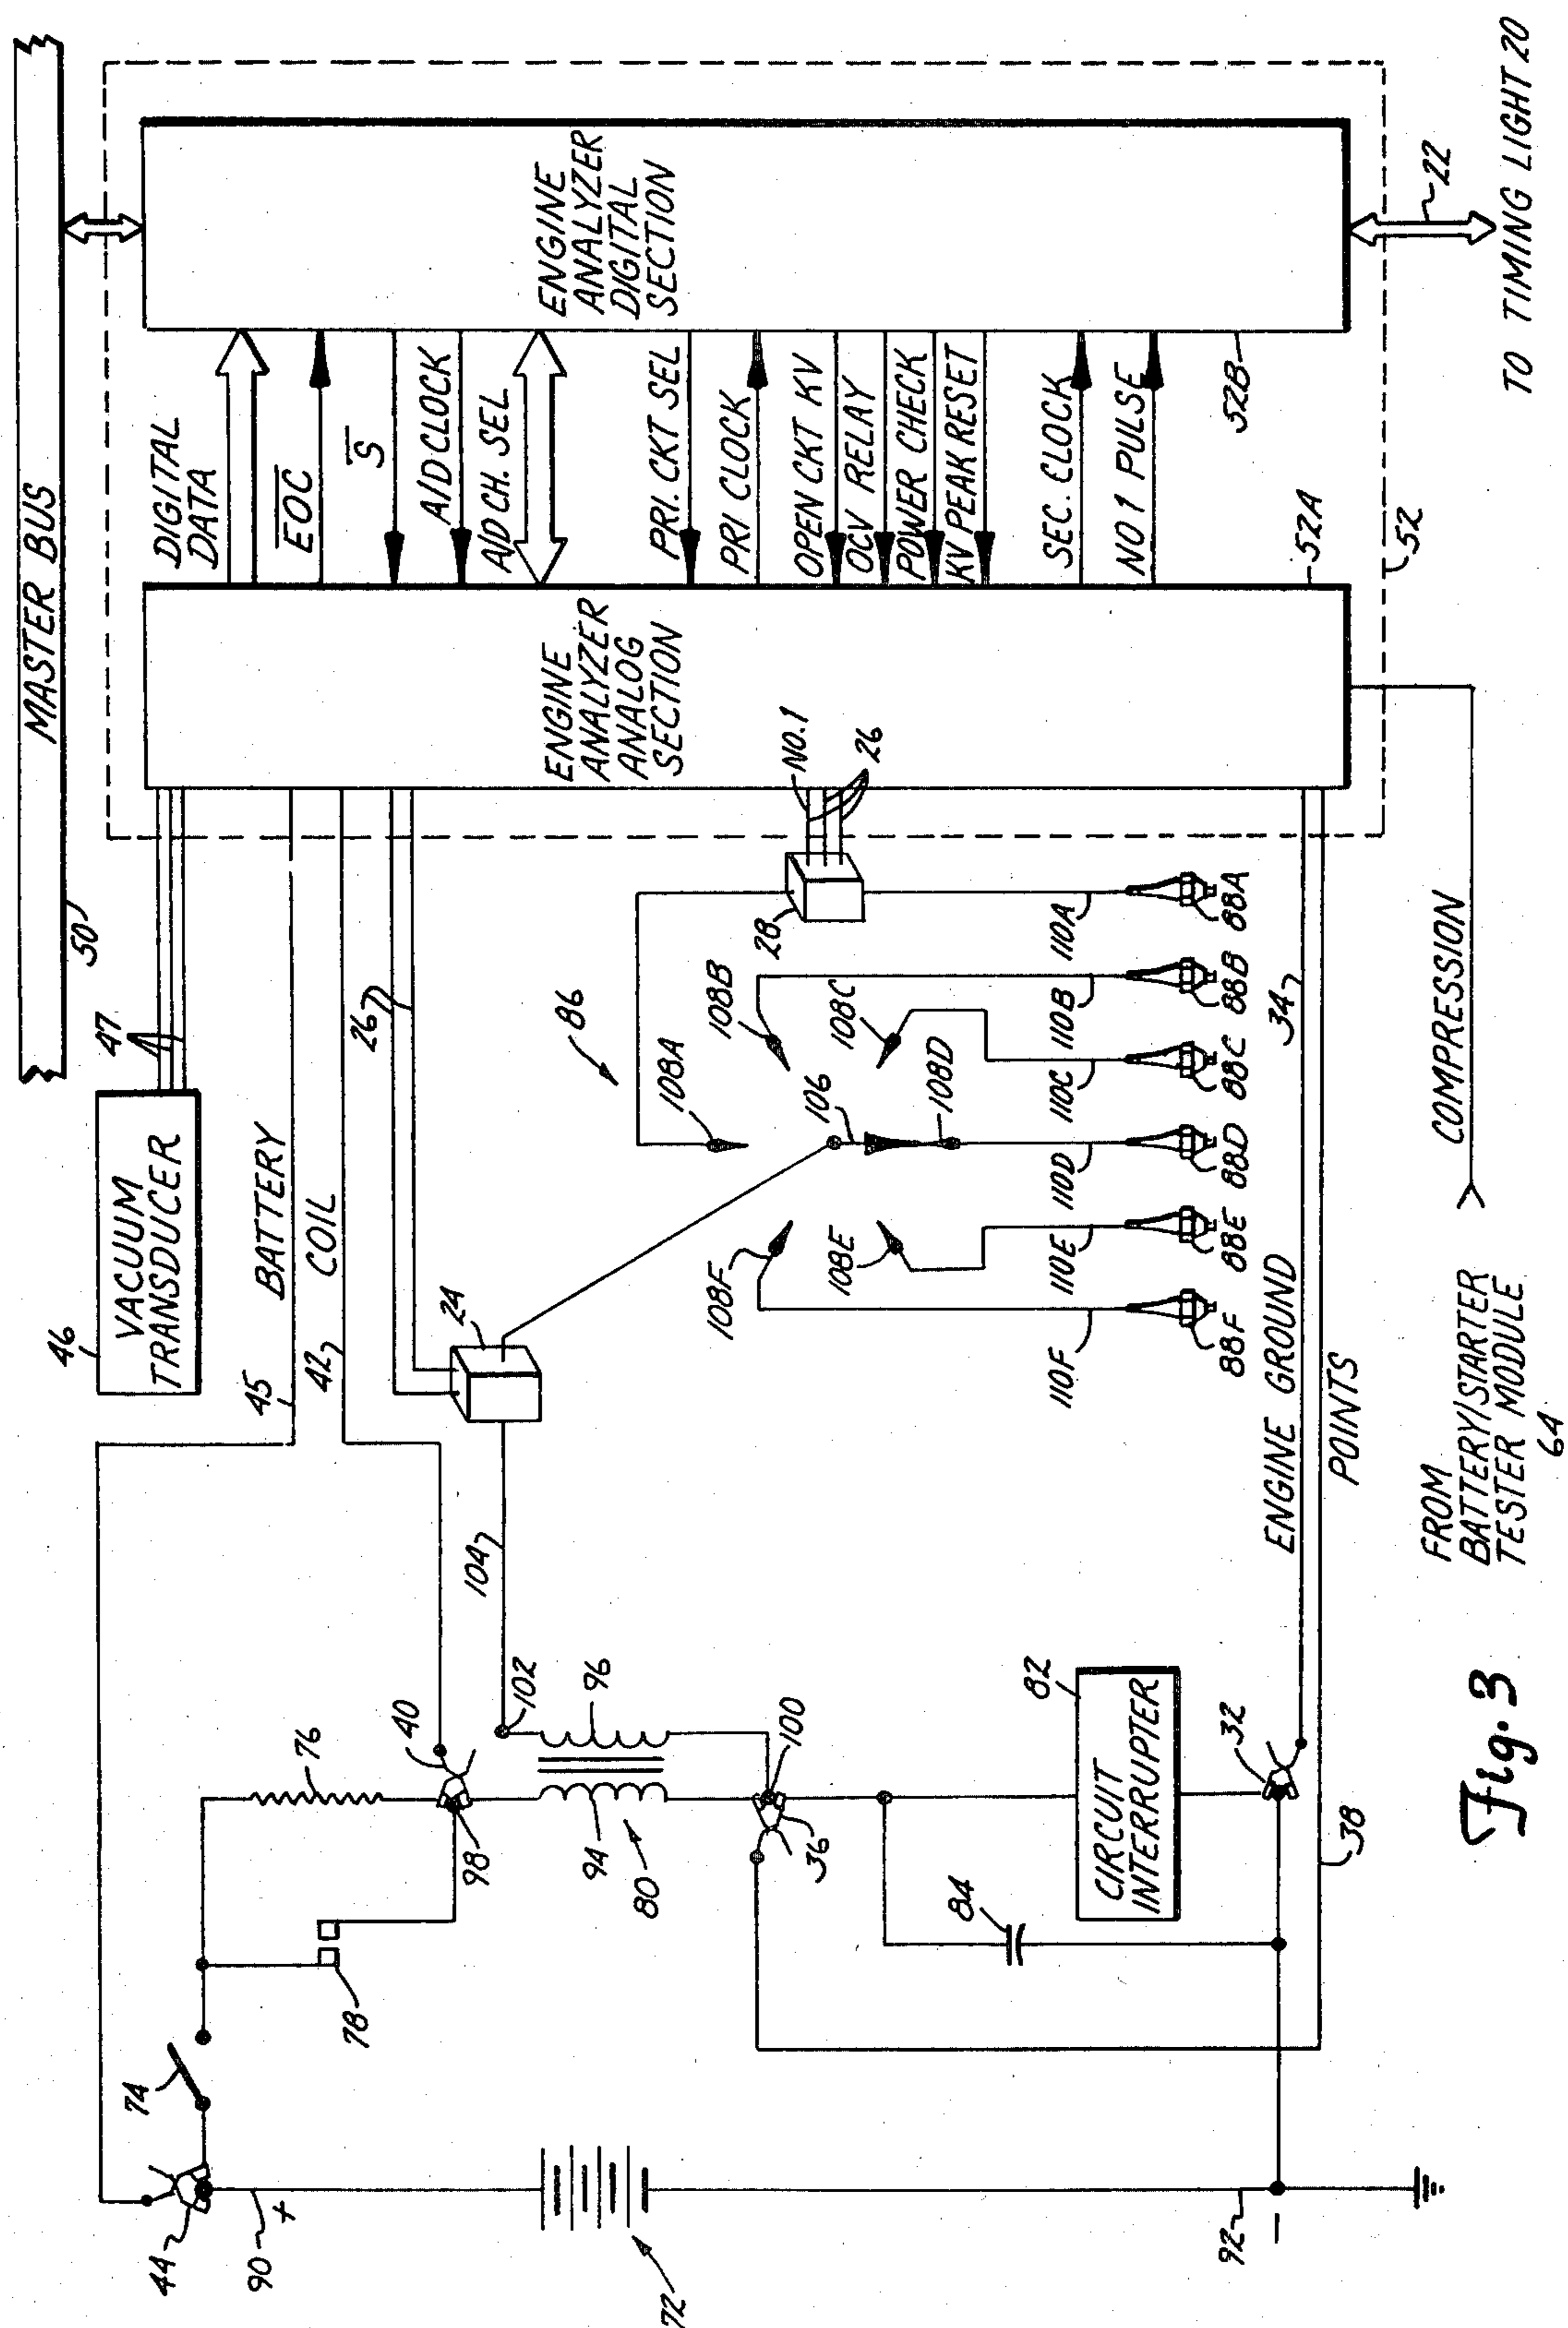 MASTER BUS
50
46
VACUUM
TRANSDUCER
47
45
BATTERY
42
COIL
26
DIGITAL
DATA
EOC
S
A/D CLOCK
A/D CH. SEL
PRI. CKT SEL
PRI CLOCK
OPEN CKT KV
OCV RELAY
POWER CHECK
KV PEAK RESET
SEC. CLOCK
NO 1 PULSE
ENGINE
ANALYZER
ANALOG
SECTION
52A
ENGINE
ANALYZER
DIGITAL
SECTION
52B
52
22
TO TIMING LIGHT 20
NO.1
26
28
24
86
104
106
108A
108B
108C
108D
108E
108F
110A
110B
110C
110D
110E
110F
88A
88B
88C
88D
88E
88F
44
74
90
+
72
92
−
78
76
40
98
102
96
94
80
100
36
84
82
CIRCUIT
INTERRUPTER
32
38
34
ENGINE GROUND
POINTS
COMPRESSION
FROM
BATTERY/STARTER
TESTER MODULE
64
Fig. 3